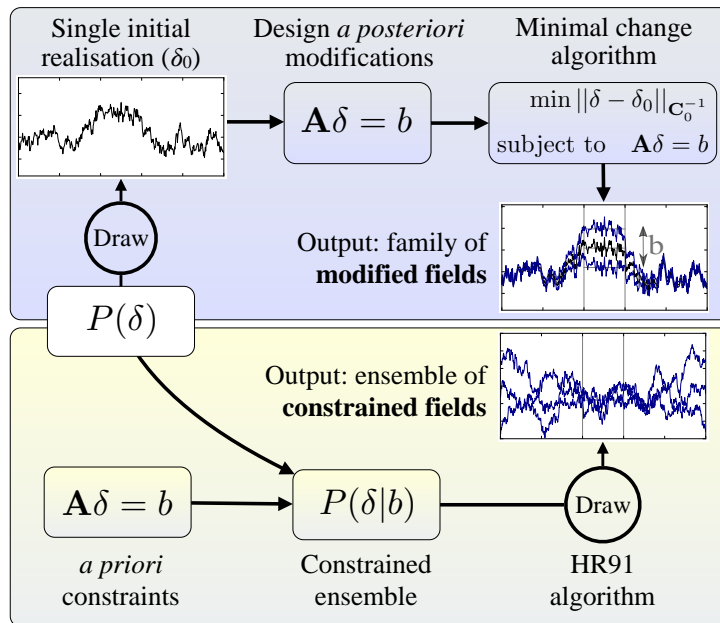 Single initial
realisation (δ₀)
Design a posteriori
modifications
Minimal change
algorithm
𝐀δ = b
min ||δ − δ₀||_{𝐂₀⁻¹}
subject to 𝐀δ = b
Draw
Output: family of
modified fields
b
P(δ)
Output: ensemble of
constrained fields
𝐀δ = b
P(δ|b)
Draw
a priori
constraints
Constrained
ensemble
HR91
algorithm